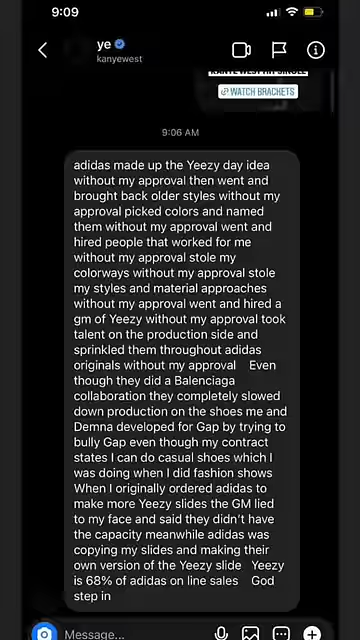 9:09
ye
kanyewest
WATCH BRACKETS
9:06 AM
adidas made up the Yeezy day idea
without my approval then went and
brought back older styles without my
approval picked colors and named
them without my approval went and
hired people that worked for me
without my approval stole my
colorways without my approval stole
my styles and material approaches
without my approval went and hired a
gm of Yeezy without my approval took
talent on the production side and
sprinkled them throughout adidas
originals without my approval Even
though they did a Balenciaga
collaboration they completely slowed
down production on the shoes me and
Demna developed for Gap by trying to
bully Gap even though my contract
states I can do casual shoes which I
was doing when I did fashion shows
When I originally ordered adidas to
make more Yeezy slides the GM lied
to my face and said they didn't have
the capacity meanwhile adidas was
copying my slides and making their
own version of the Yeezy slide Yeezy
is 68% of adidas on line sales God
step in
Message...